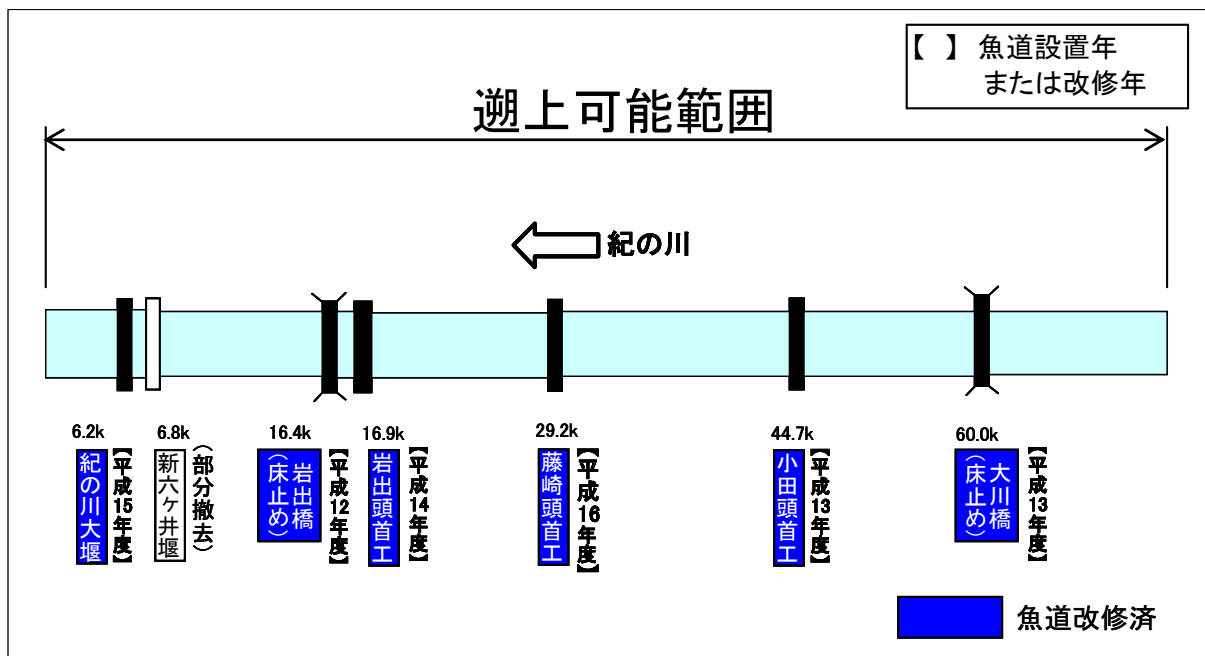 【 】 魚道設置年
または改修年
遡上可能範囲
紀の川
6.2k
紀の川大堰
【平成15年度】
6.8k
新六ヶ井堰
（部分撤去）
16.4k
岩出橋
（床止め）
【平成12年度】
16.9k
岩出頭首工
【平成14年度】
29.2k
藤崎頭首工
【平成16年度】
44.7k
小田頭首工
【平成13年度】
60.0k
大川橋
（床止め）
【平成13年度】
魚道改修済